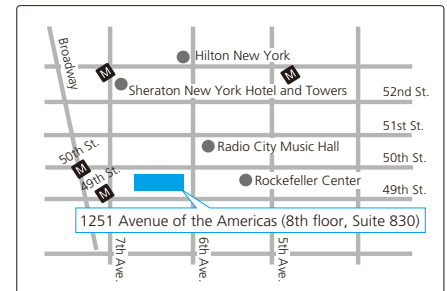 Broadway
Hilton New York
Sheraton New York Hotel and Towers
52nd St.
51st St.
50th St.
M
M
Radio City Music Hall
50th St.
M
49th St.
M
Rockefeller Center
49th St.
1251 Avenue of the Americas (8th floor, Suite 830)
7th Ave.
6th Ave.
5th Ave.